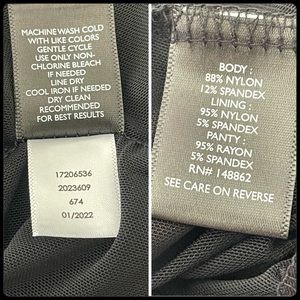 MACHINE WASH COLD
WITH LIKE COLORS
GENTLE CYCLE
USE ONLY NON-
CHLORINE BLEACH
IF NEEDED
LINE DRY
COOL IRON IF NEEDED
DRY CLEAN
RECOMMENDED
FOR BEST RESULTS
17206536
2023609
674
01/2022
BODY :
88% NYLON
12% SPANDEX
LINING :
95% NYLON
5% SPANDEX
PANTY :
95% RAYON
5% SPANDEX
RN# 148862
SEE CARE ON REVERSE